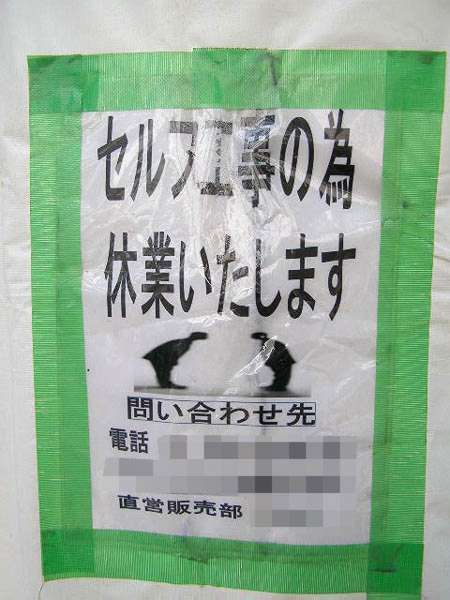 セルフ工事の為
休業いたします
問い合わせ先
電話
直営販売部